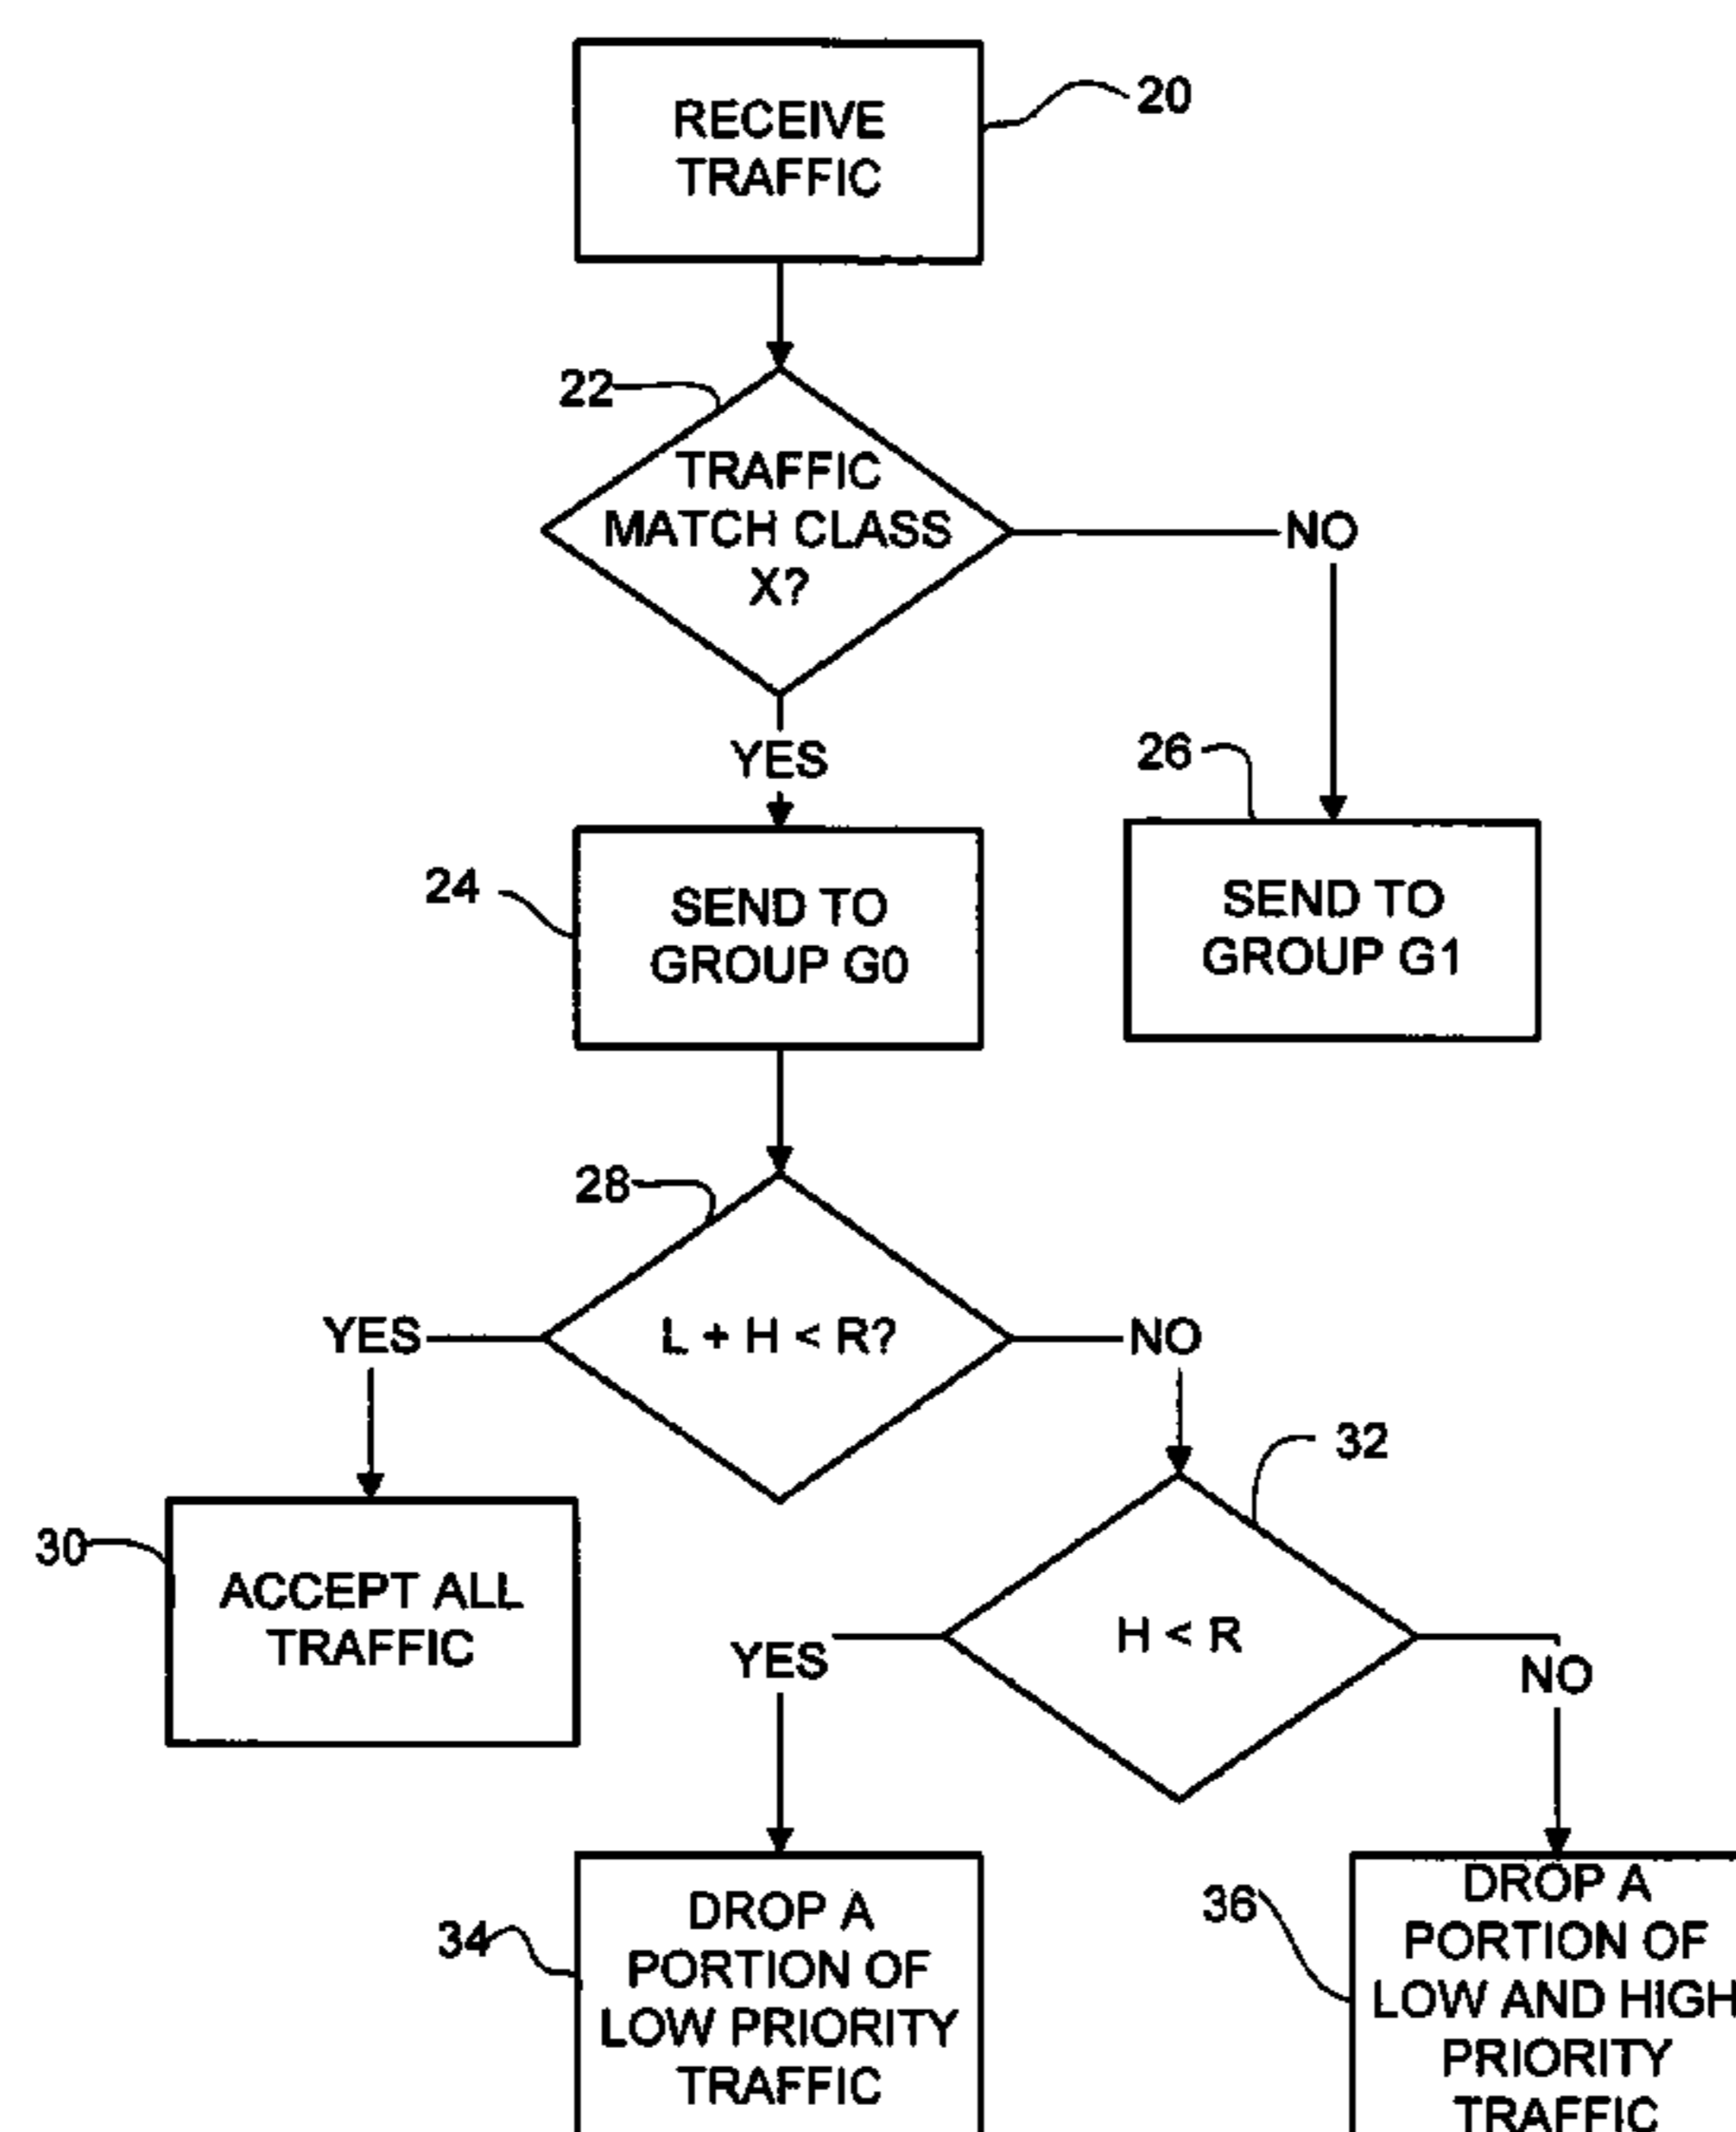 RECEIVE
TRAFFIC
20
22
TRAFFIC
MATCH CLASS
X?
NO
YES
26
24
SEND TO
GROUP G0
SEND TO
GROUP G1
28
L + H < R?
YES
NO
32
30
ACCEPT ALL
TRAFFIC
H < R
YES
NO
34
DROP A
PORTION OF
LOW PRIORITY
TRAFFIC
36
DROP A
PORTION OF
LOW AND HIGH
PRIORITY
TRAFFIC